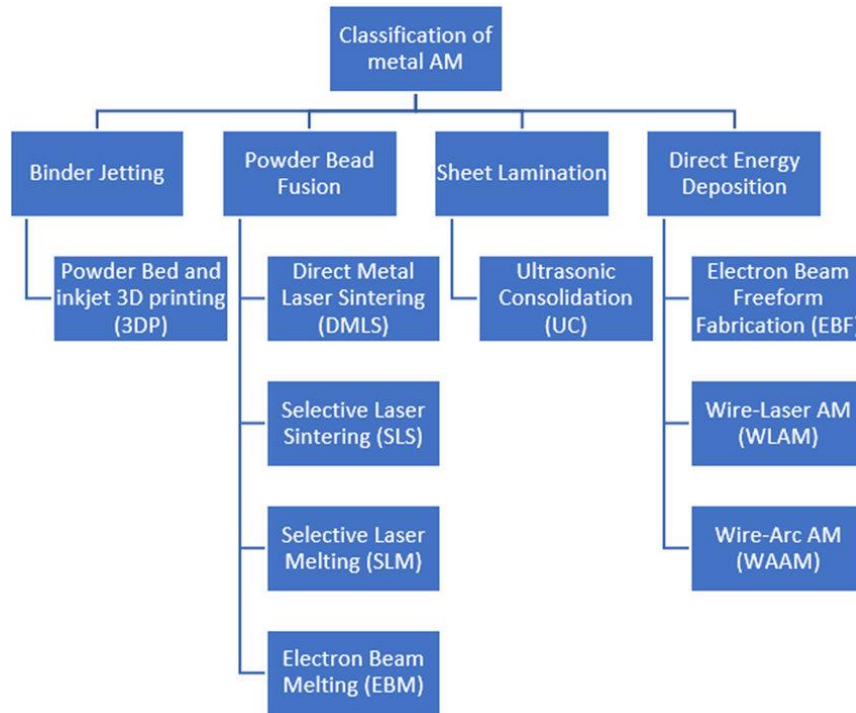 Classification of
metal AM
Binder Jetting
Powder Bead
Fusion
Sheet Lamination
Direct Energy
Deposition
Powder Bed and
inkjet 3D printing
(3DP)
Direct Metal
Laser Sintering
(DMLS)
Ultrasonic
Consolidation
(UC)
Electron Beam
Freeform
Fabrication (EBF)
Selective Laser
Sintering (SLS)
Wire-Laser AM
(WLAM)
Selective Laser
Melting (SLM)
Wire-Arc AM
(WAAM)
Electron Beam
Melting (EBM)